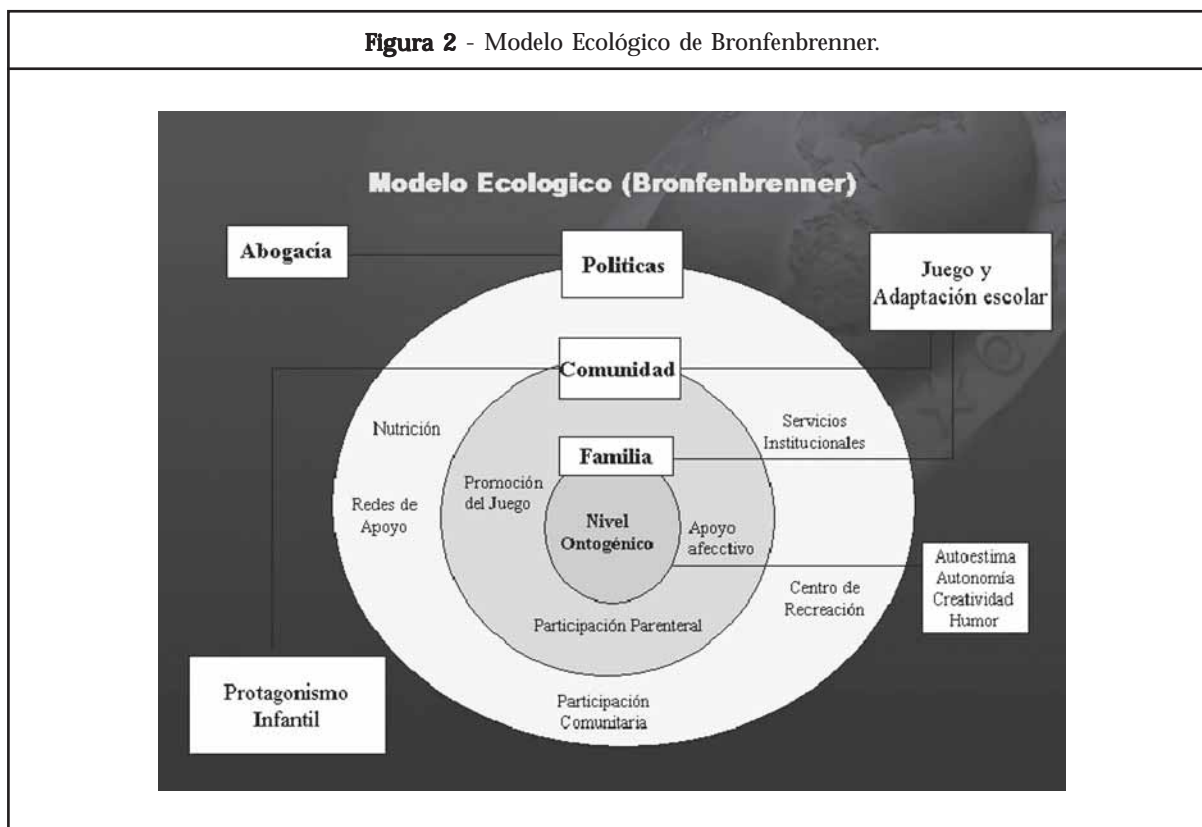 Figura 2 - Modelo Ecológico de Bronfenbrenner.
Modelo Ecologico (Bronfenbrenner)
Abogacía
Politicas
Juego y
Adaptación escolar
Comunidad
Nutrición
Servicios
Institucionales
Familia
Promoción
del Juego
Redes de
Apoyo
Nivel
Ontogénico
Apoyo
afecctivo
Autoestima
Autonomía
Creatividad
Humor
Centro de
Recreación
Participación Parenteral
Protagonismo
Infantil
Participación
Comunitaria